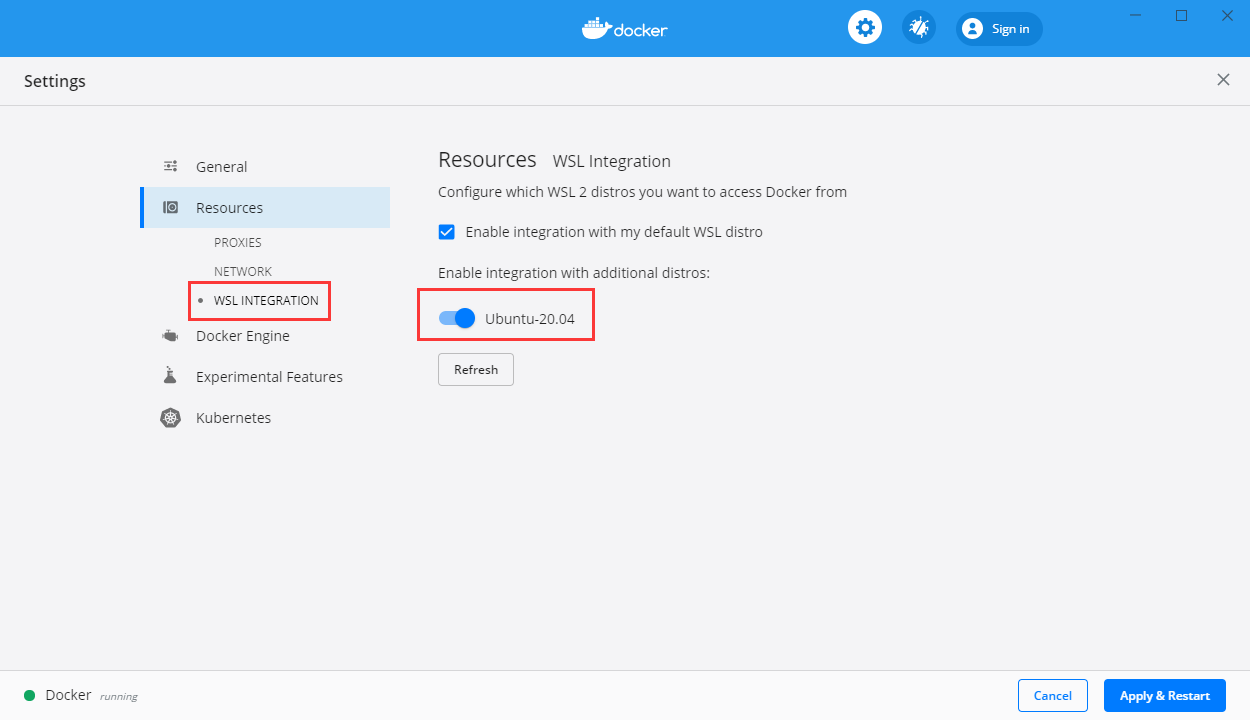 docker
Sign in
Settings
General
Resources
PROXIES
NETWORK
WSL INTEGRATION
Docker Engine
Experimental Features
Kubernetes
Resources WSL Integration
Configure which WSL 2 distros you want to access Docker from
Enable integration with my default WSL distro
Enable integration with additional distros:
Ubuntu-20.04
Refresh
Docker running
Cancel
Apply & Restart